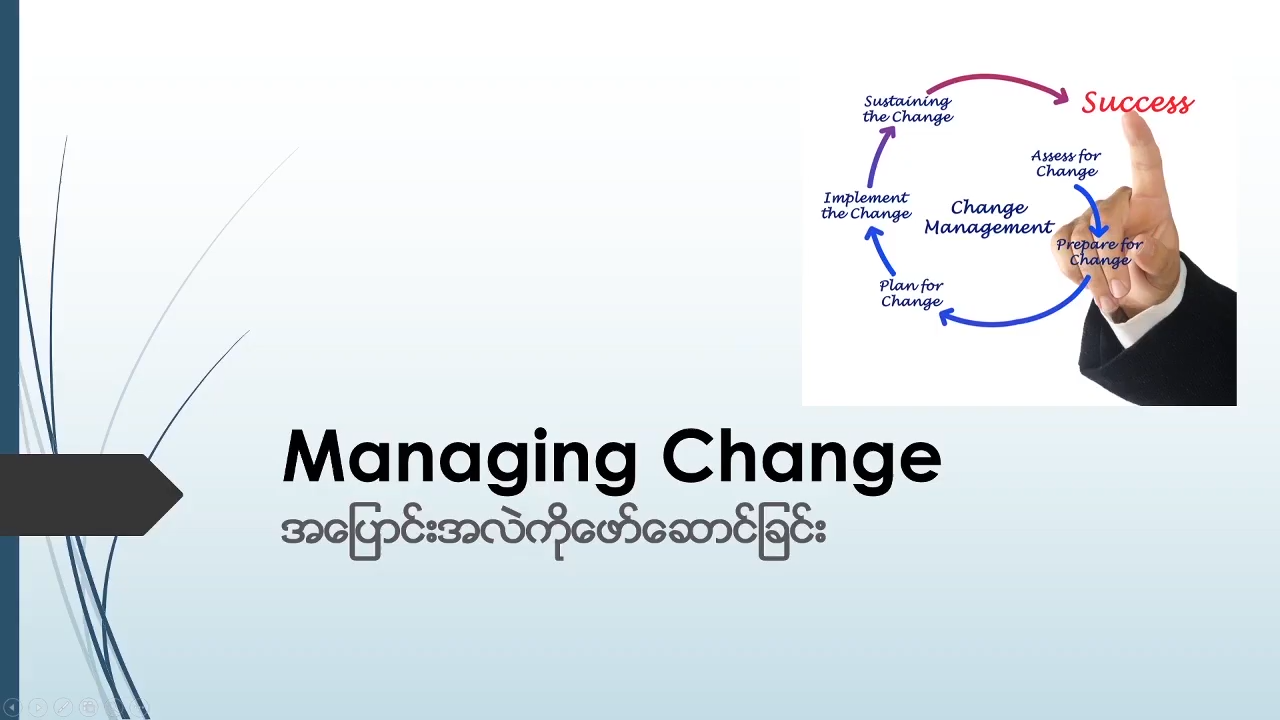 Sustaining
the Change
Success
Assess for
Change
Implement
the Change
Change
Management
Prepare for
Change
Plan for
Change
Managing Change
အပြောင်းအလဲကိုဖော်ဆောင်ခြင်း